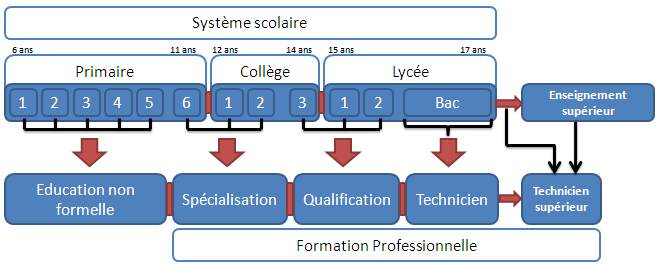 Système scolaire
6 ans 11 ans 12 ans 14 ans 15 ans 17 ans
Primaire Collège Lycée
1 2 3 4 5 6 1 2 3 1 2 Bac
Enseignement
supérieur
Education non
formelle
Spécialisation
Qualification
Technicien
Technicien
supérieur
Formation Professionnelle